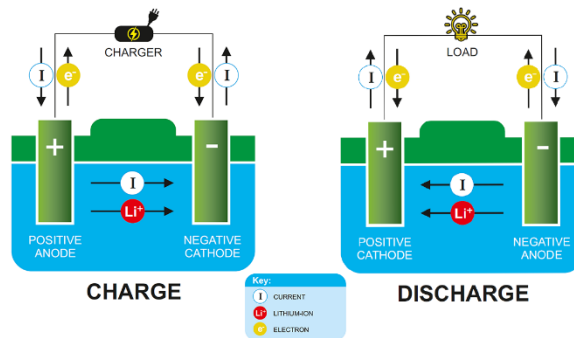 CHARGER
I
e-
e-
I
+
-
I
Li+
POSITIVE
ANODE
NEGATIVE
CATHODE
CHARGE
LOAD
I
e-
e-
I
+
-
I
Li+
POSITIVE
CATHODE
NEGATIVE
ANODE
DISCHARGE
Key:
I CURRENT
Li+ LITHIUM-ION
e- ELECTRON